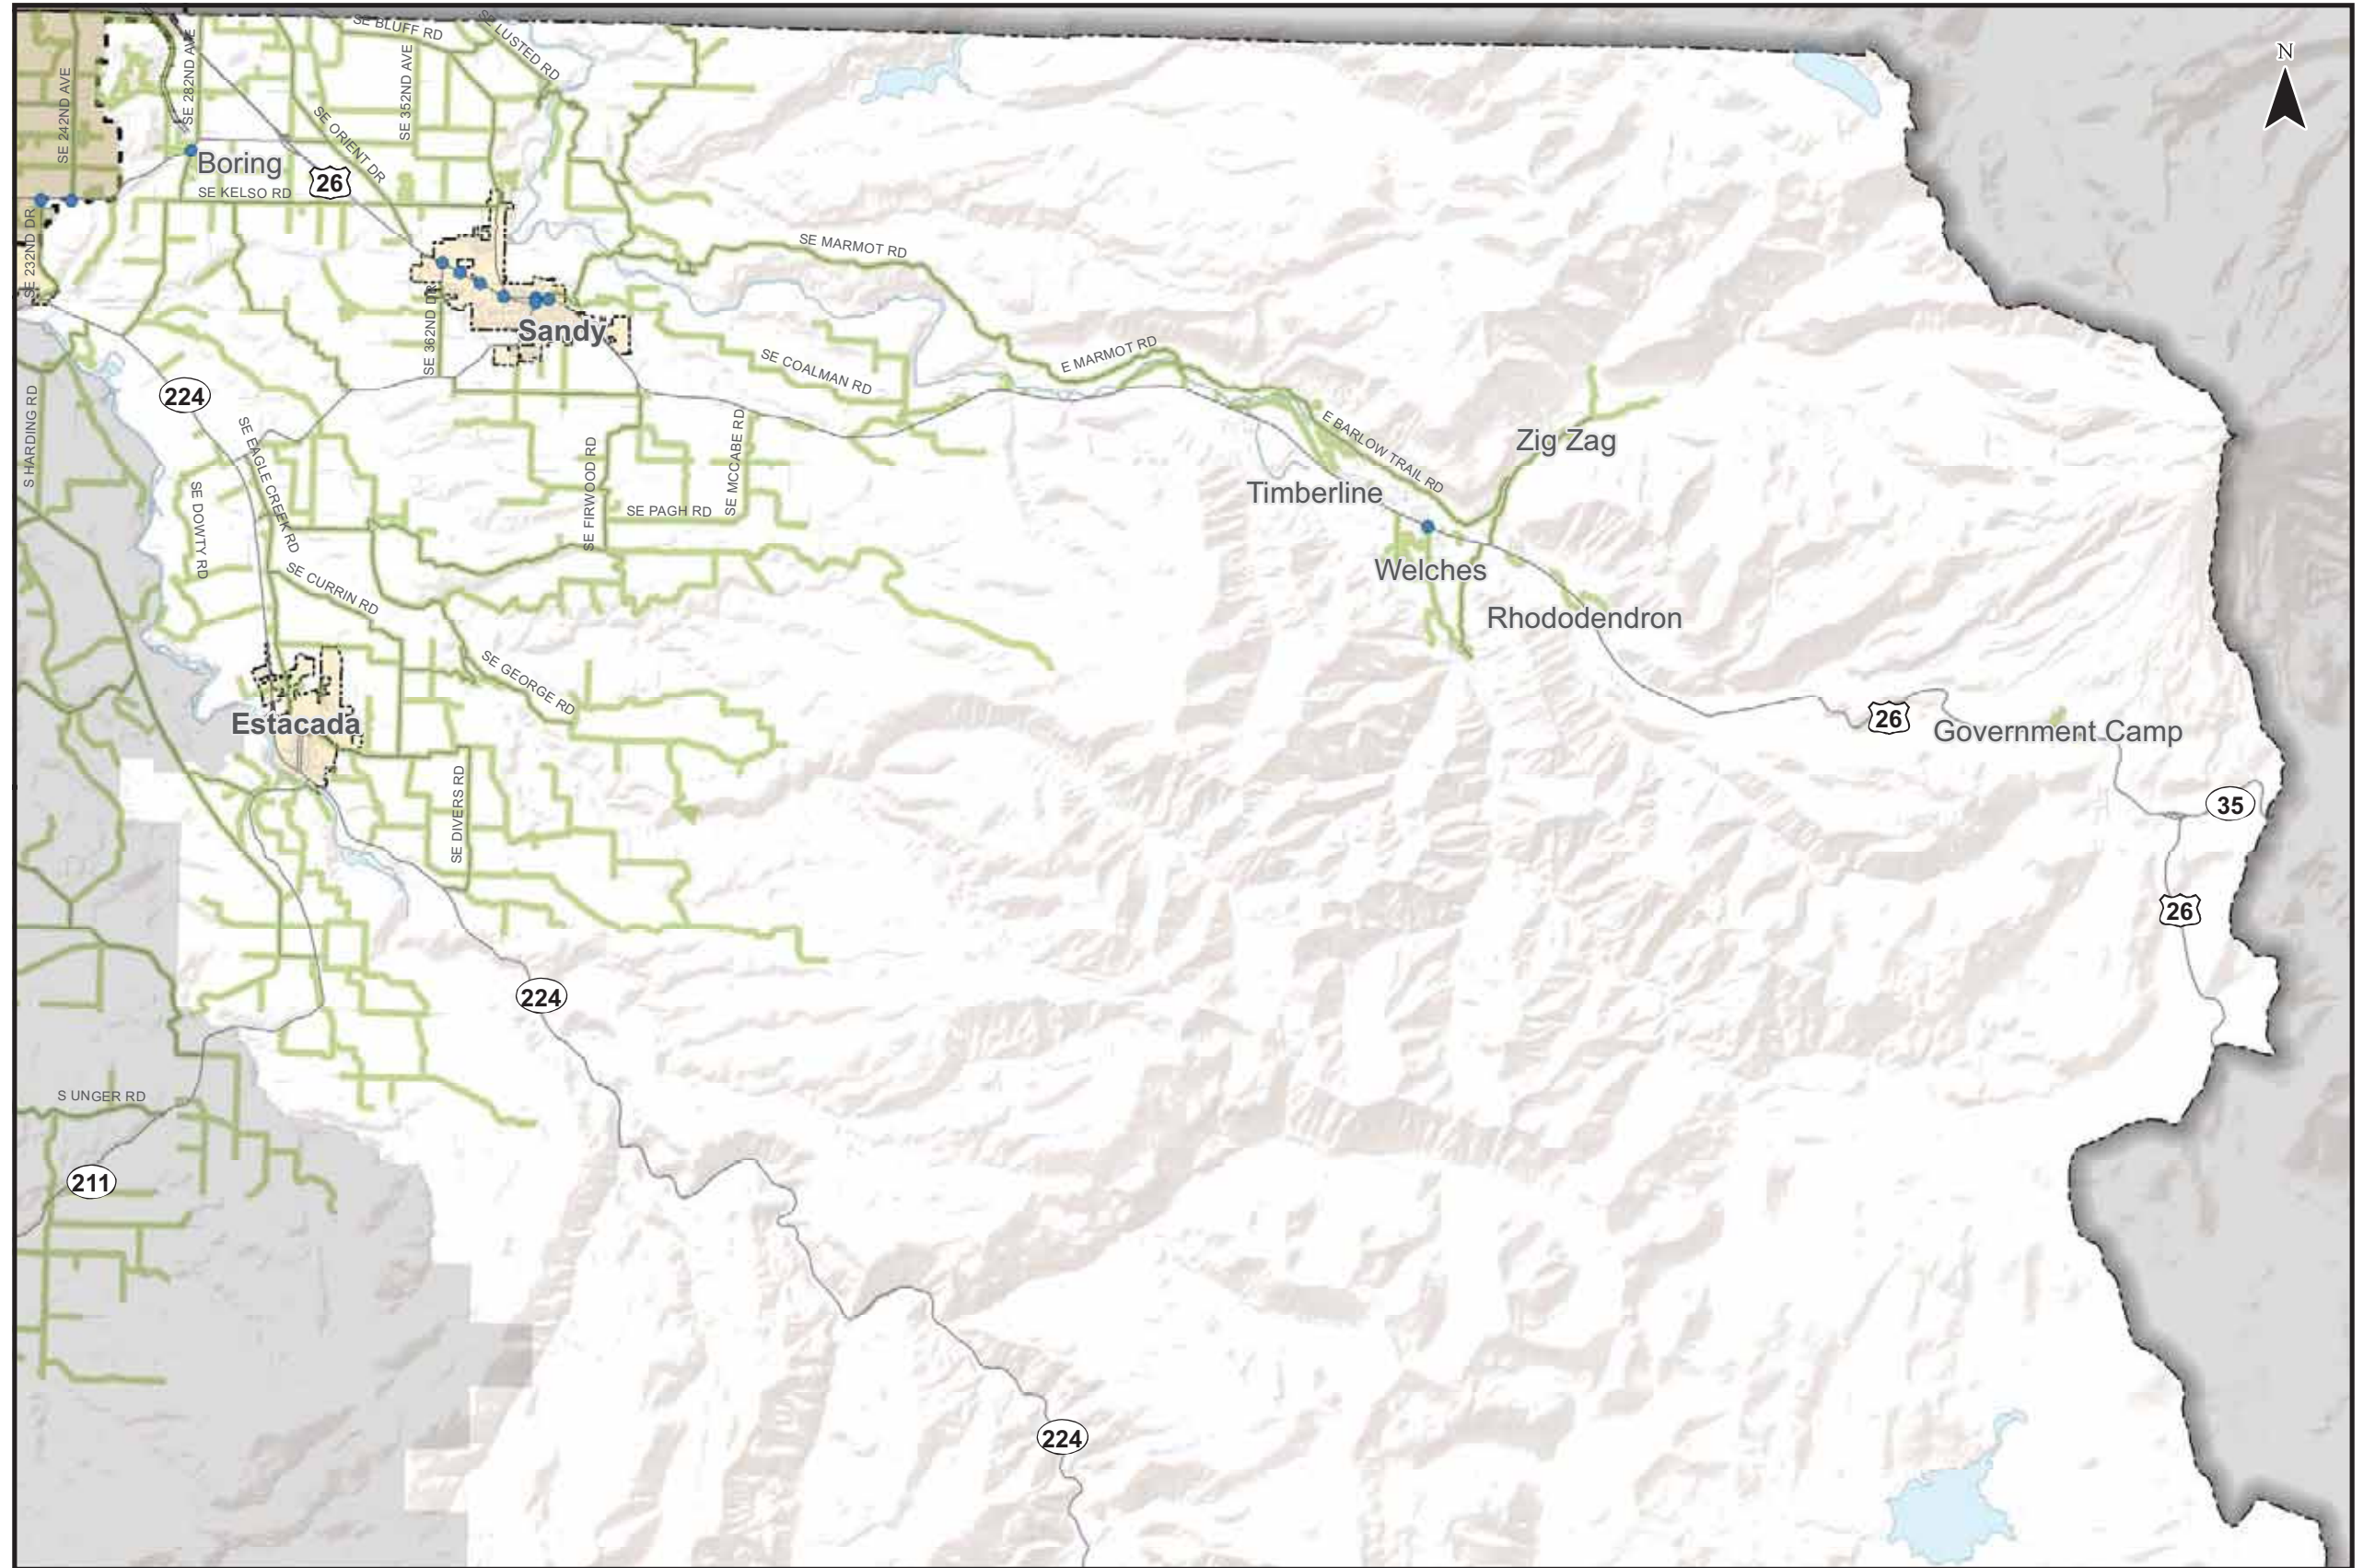 SE BLUFF RD
SE LUSTED RD
SE 282ND AVE
SE 352ND AVE
SE 242ND AVE
N
SE ORIENT DR
Boring
26
SE KELSO RD
SE 232ND DR
SE MARMOT RD
SE 362ND DR
Sandy
E MARMOT RD
SE COALMAN RD
224
S HARDING RD
SE EAGLE CREEK RD
SE FIRWOOD RD
SE MCCABE RD
E BARLOW TRAIL RD
Zig Zag
Timberline
SE DOWTY RD
SE PAGH RD
SE CURRIN RD
Welches
Rhododendron
SE GEORGE RD
Estacada
26
Government Camp
SE DIVERS RD
35
26
224
S UNGER RD
211
224